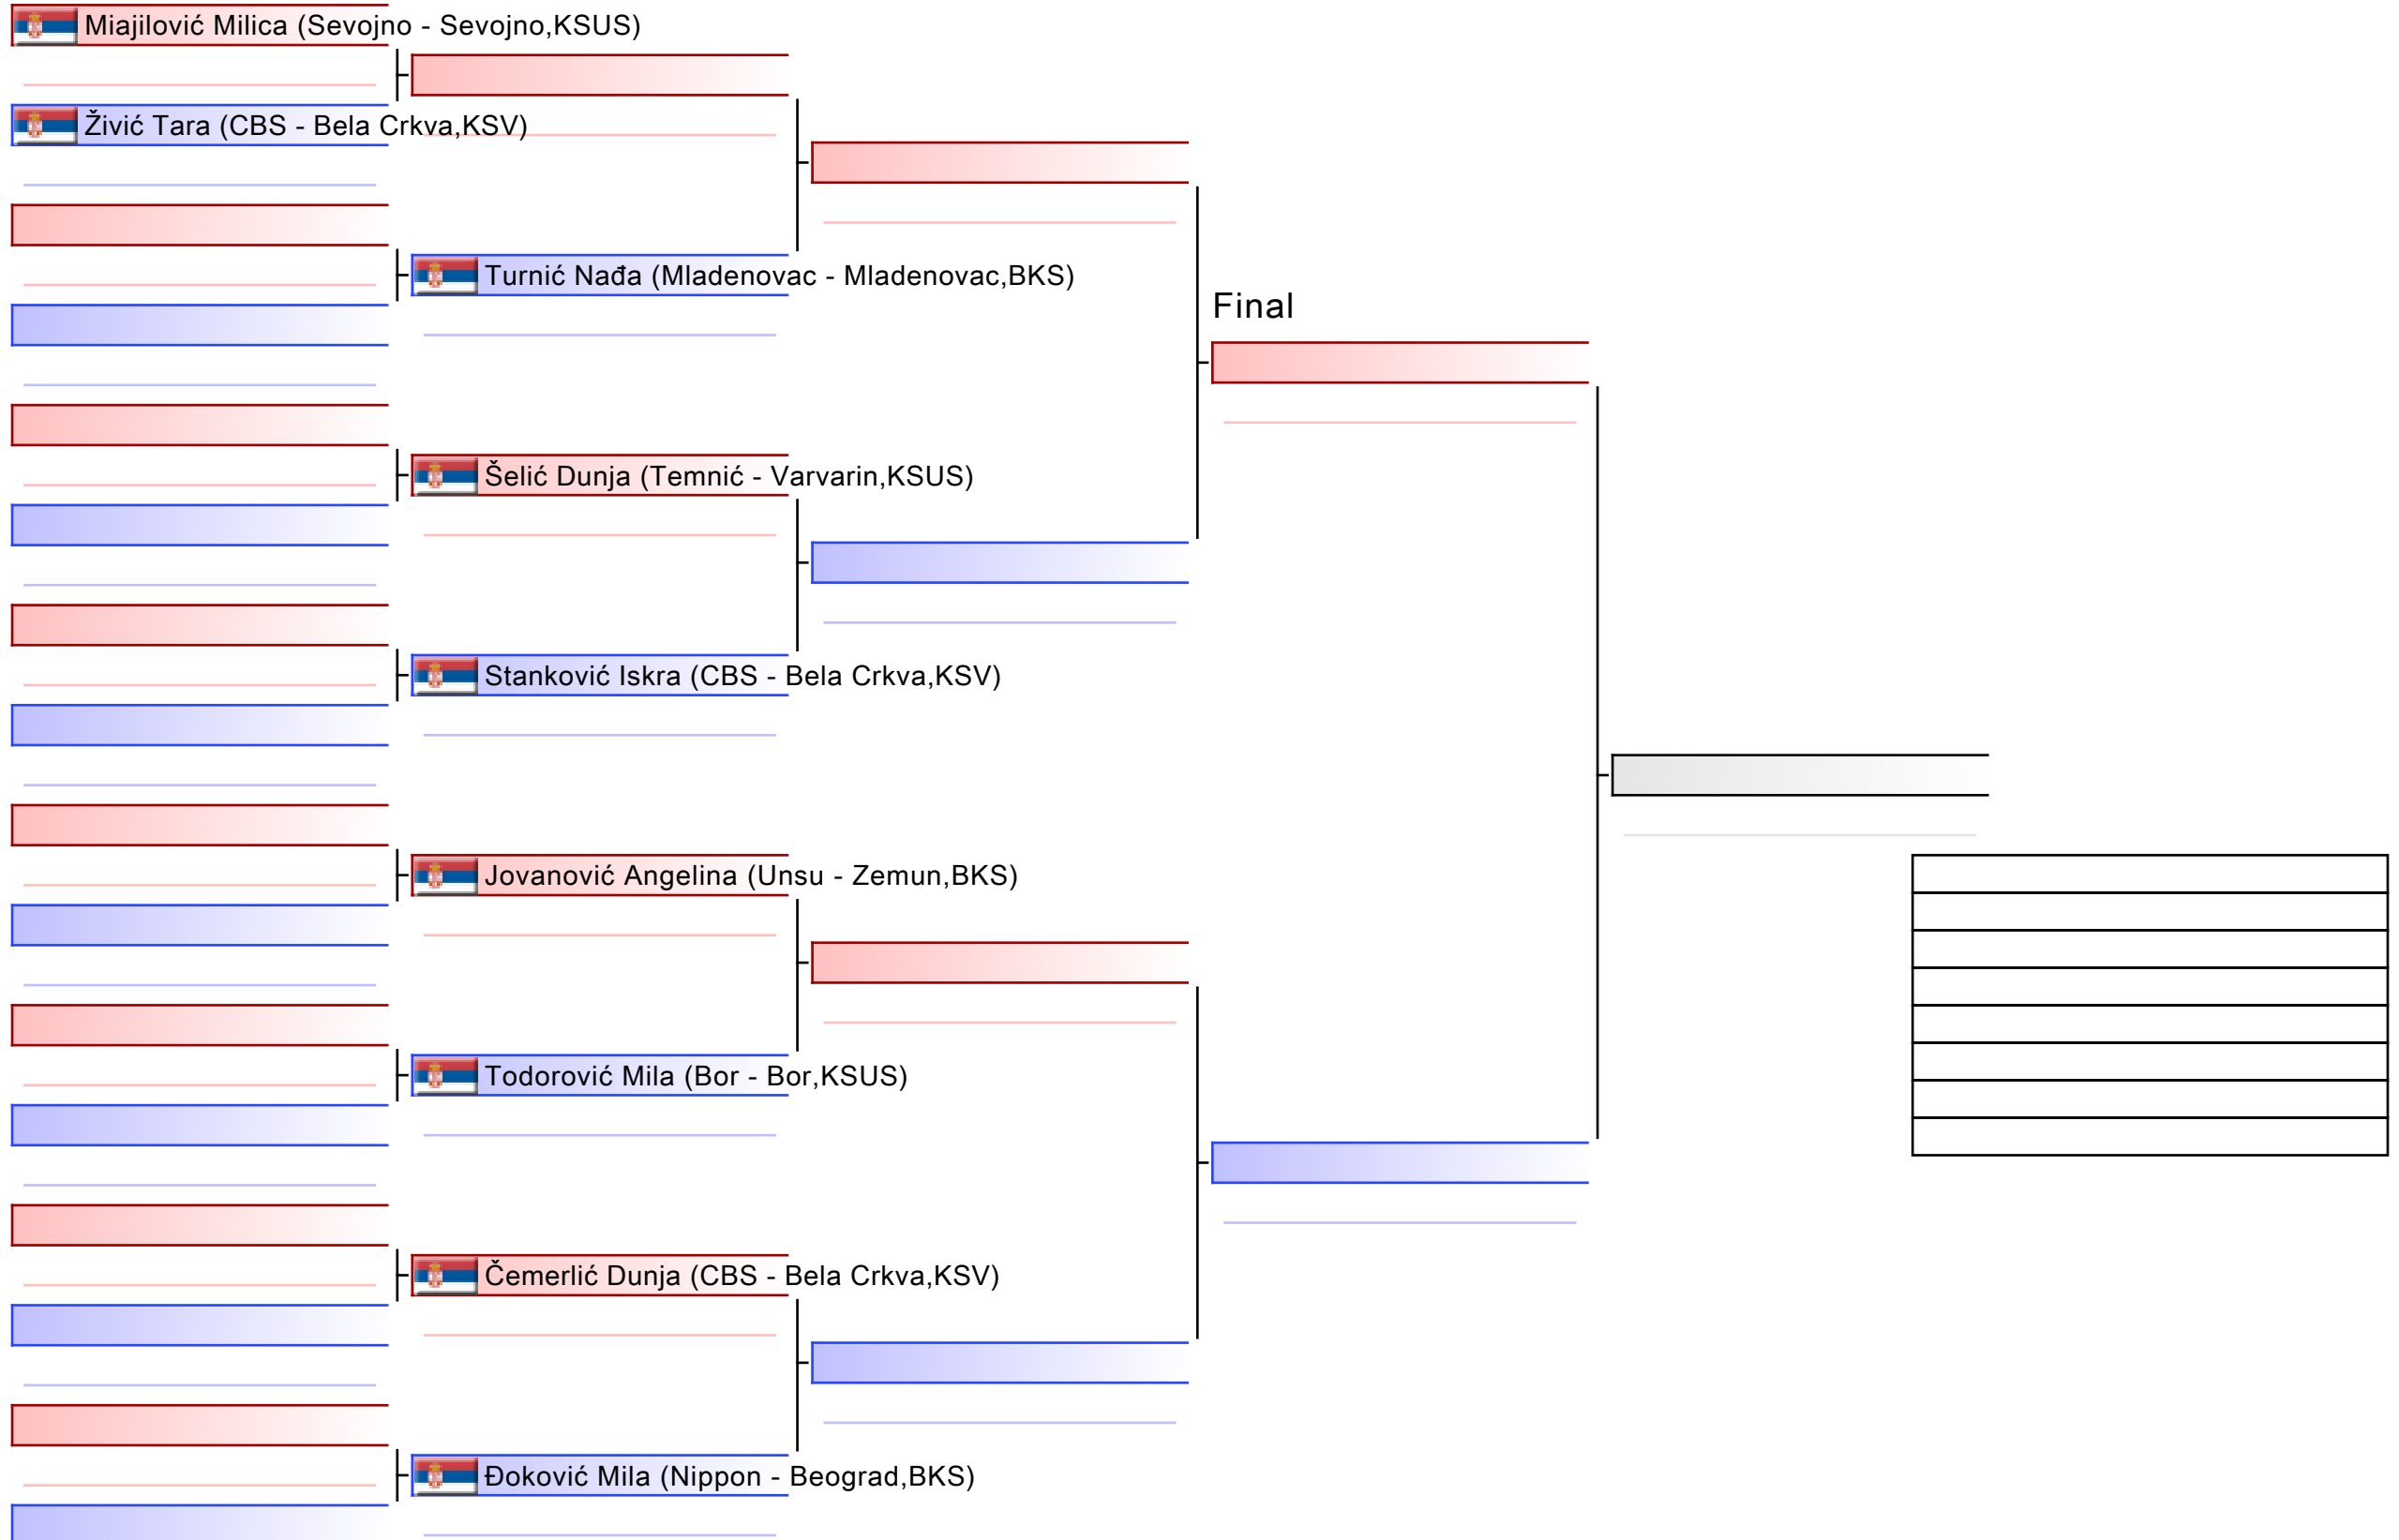 Miajilović Milica (Sevojno - Sevojno,KSUS)
Živić Tara (CBS - Bela Crkva,KSV)
Turnić Nađa (Mladenovac - Mladenovac,BKS)
Final
Šelić Dunja (Temnić - Varvarin,KSUS)
Stanković Iskra (CBS - Bela Crkva,KSV)
Jovanović Angelina (Unsu - Zemun,BKS)
Todorović Mila (Bor - Bor,KSUS)
Čemerlić Dunja (CBS - Bela Crkva,KSV)
Đoković Mila (Nippon - Beograd,BKS)